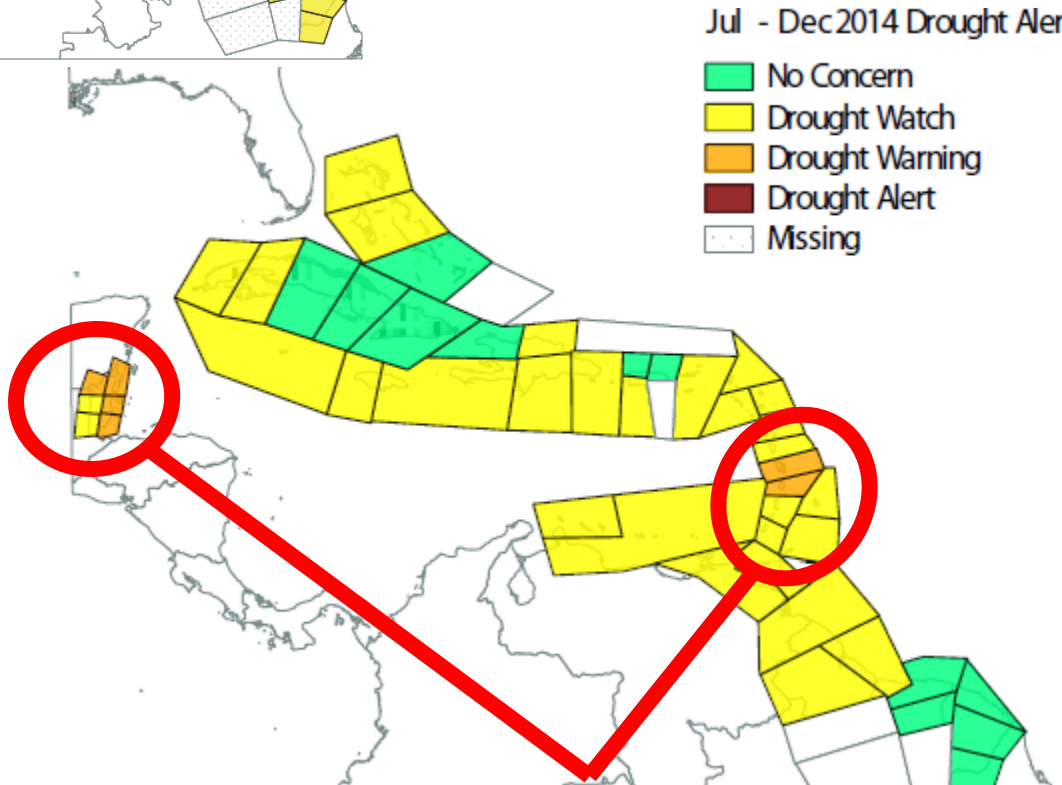 Jul - Dec 2014 Drought Aler
No Concern
Drought Watch
Drought Warning
Drought Alert
Missing